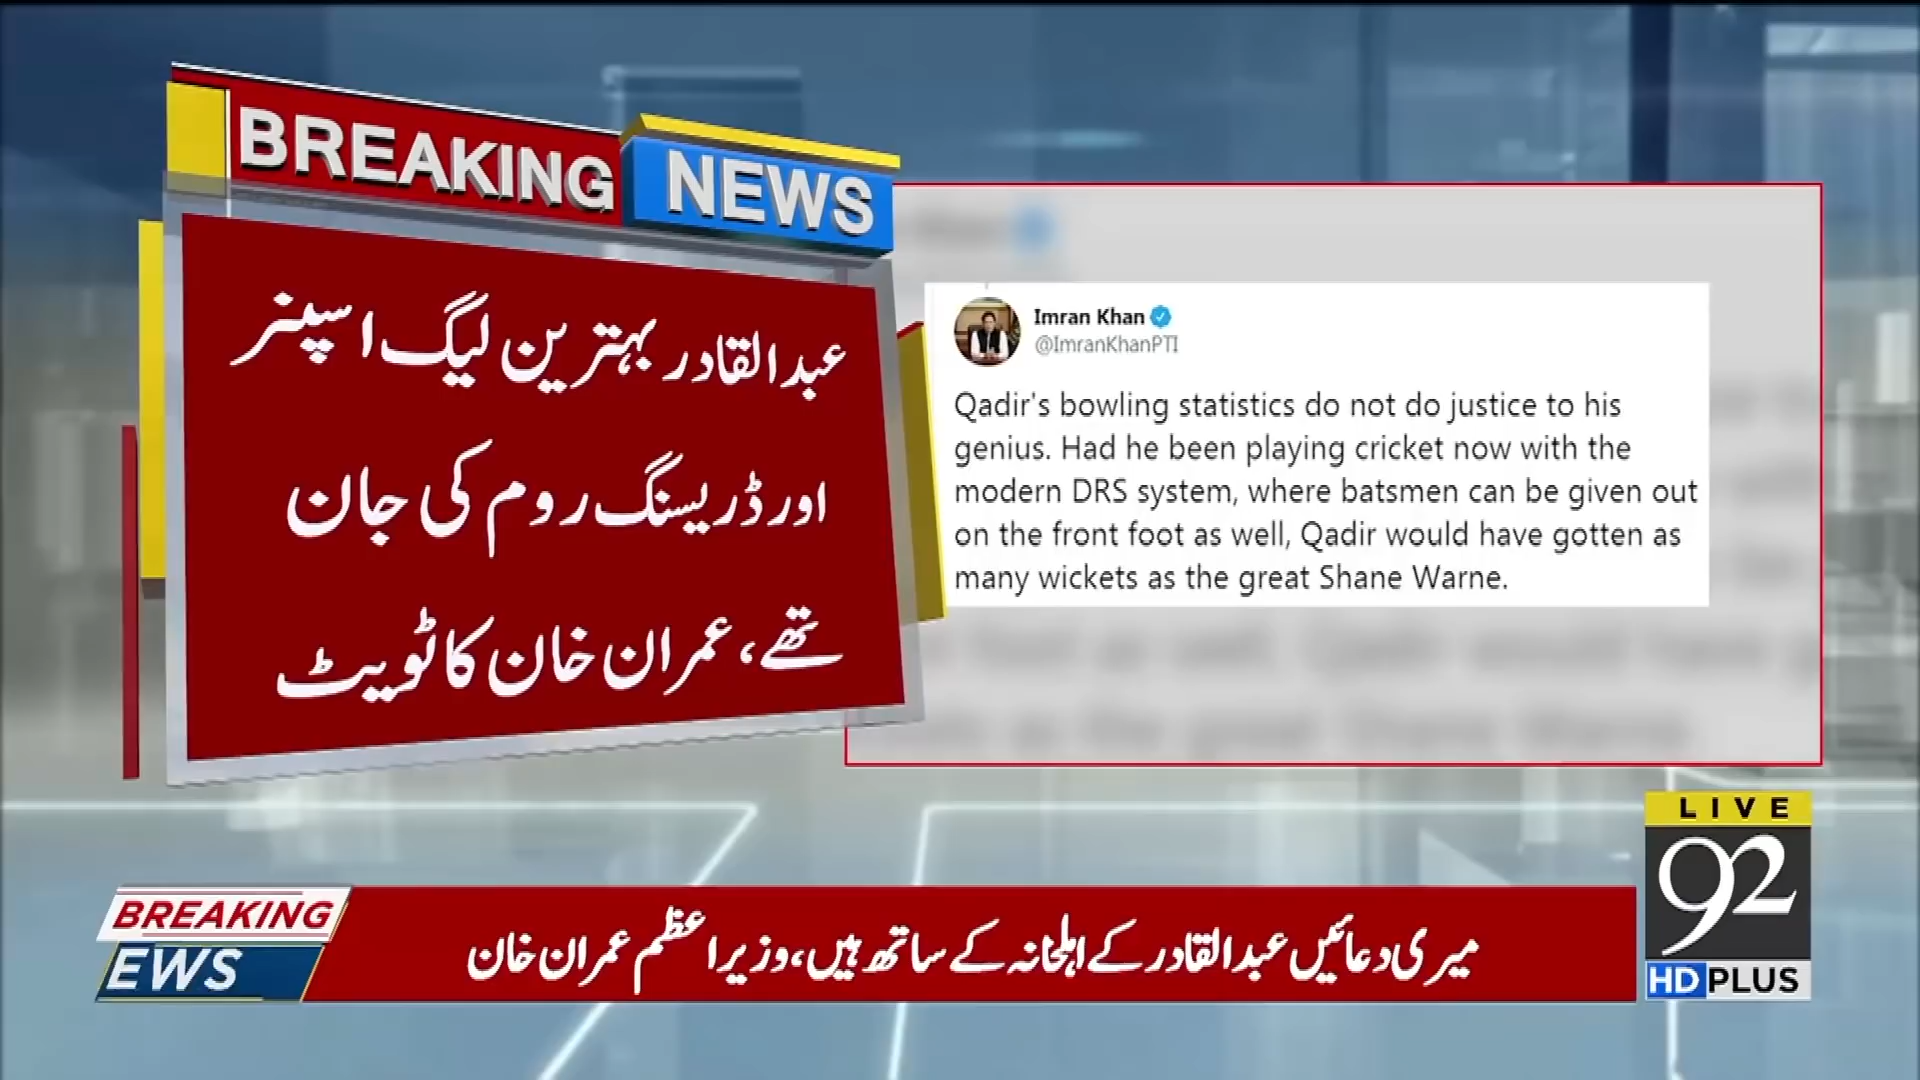 BREAKING NEWS
عبدالقادر بہترین لیگ اسپنر
اور ڈریسنگ روم کی جان
تھے، عمران خان کا ٹویٹ
Imran Khan
@ImranKhanPTI
Qadir's bowling statistics do not do justice to his
genius. Had he been playing cricket now with the
modern DRS system, where batsmen can be given out
on the front foot as well, Qadir would have gotten as
many wickets as the great Shane Warne.
LIVE
92
HD PLUS
BREAKING
EWS
میری دعائیں عبدالقادر کے اہلخانہ کے ساتھ ہیں، وزیراعظم عمران خان